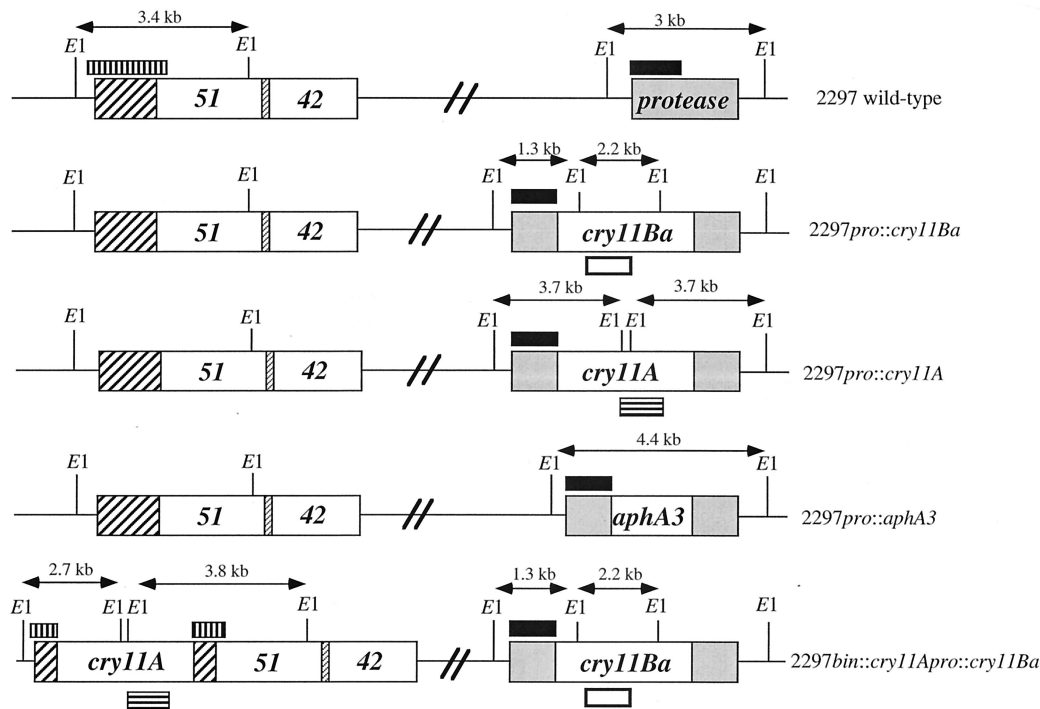 3.4 kb 3 kb
E1 E1 E1 E1
51 42 protease 2297 wild-type
1.3 kb 2.2 kb
E1 E1 E1 E1 E1 E1
51 42 cry11Ba 2297pro::cry11Ba
3.7 kb 3.7 kb
E1 E1 E1 E1 E1 E1
51 42 cry11A 2297pro::cry11A
4.4 kb
E1 E1 E1 E1
51 42 aphA3 2297pro::aphA3
2.7 kb 3.8 kb 1.3 kb 2.2 kb
E1 E1 E1 E1 E1 E1 E1 E1
cry11A 51 42 cry11Ba 2297bin::cry11Apro::cry11Ba